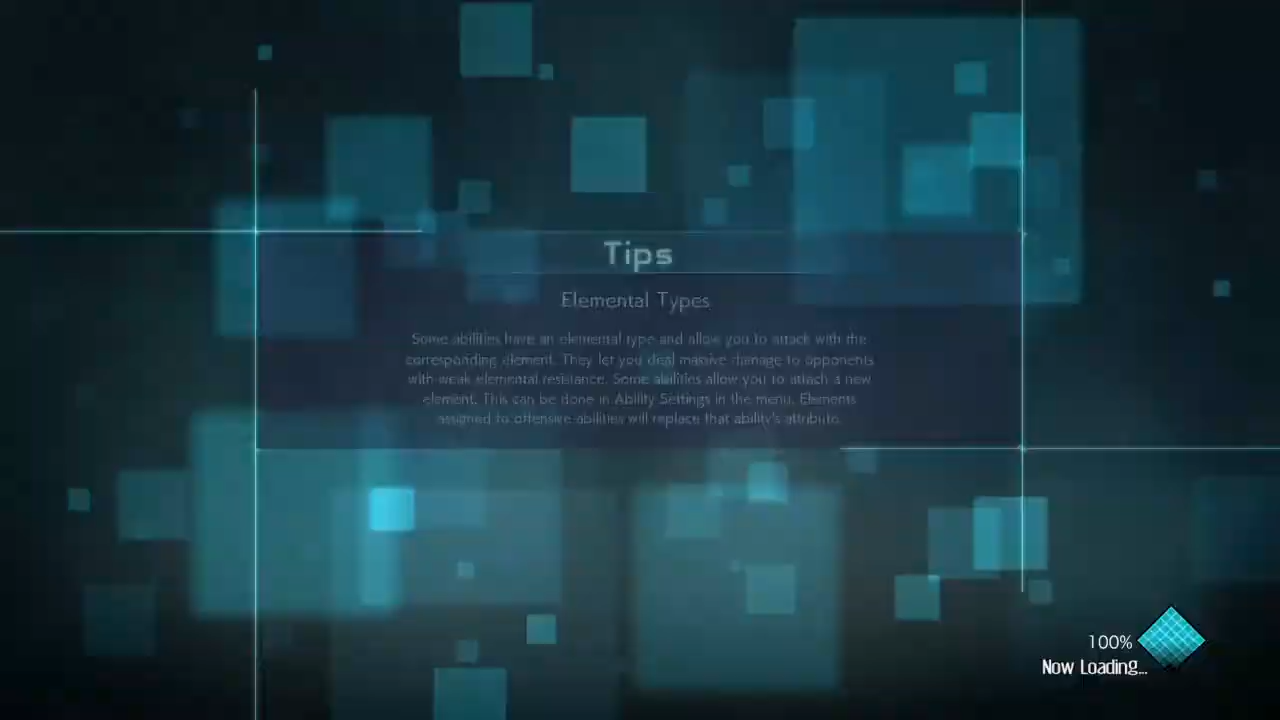 Tips
Elemental Types
Some abilities have an elemental type and allow you to attack with the
corresponding element. They let you deal massive damage to opponents
with weak elemental resistance. Some abilities allow you to attach a new
element. This can be done in Ability Settings in the menu. Elements
assigned to offensive abilities will replace that ability's attribute.
100%
Now Loading...